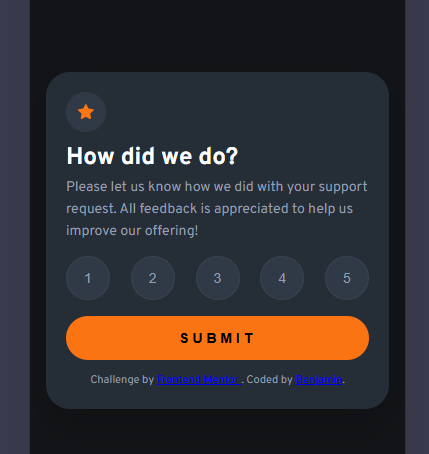 How did we do?
Please let us know how we did with your support
request. All feedback is appreciated to help us
improve our offering!
1 2 3 4 5
SUBMIT
Challenge by Frontend Mentor. Coded by Benjamin.